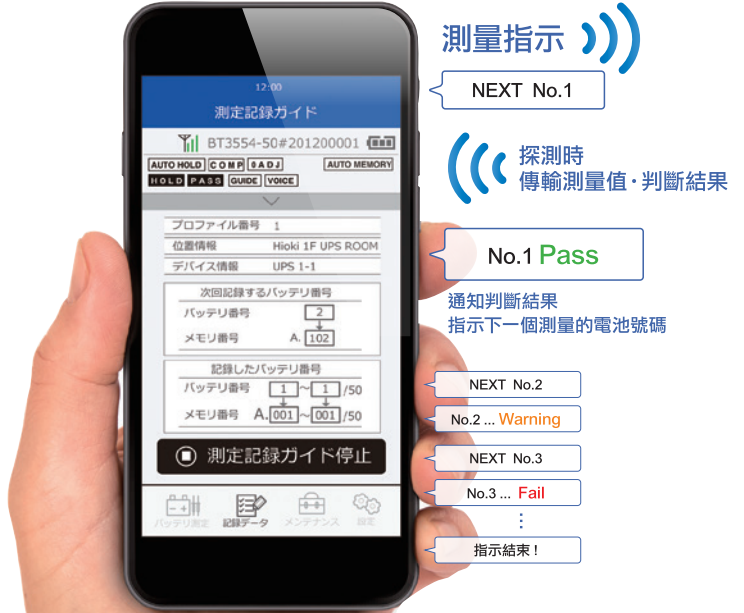 12:00
測定記録ガイド
BT3554-50#201200001
AUTO HOLD COMP 0ADJ AUTO MEMORY
HOLD PASS GUIDE VOICE
プロファイル番号 1
位置情報 Hioki 1F UPS ROOM
デバイス情報 UPS 1-1
次回記録するバッテリ番号
バッテリ番号 2
メモリ番号 A. 102
記録したバッテリ番号
バッテリ番号 1 ~ 1 /50
メモリ番号 A. 001 ~ 001 /50
測定記録ガイド停止
バッテリ測定 記録データ メンテナンス 設定
測量指示
NEXT No.1
探測時
傳輸測量值・判斷結果
No.1 Pass
通知判斷結果
指示下一個測量的電池號碼
NEXT No.2
No.2 ... Warning
NEXT No.3
No.3 ... Fail
⋮
指示結束!